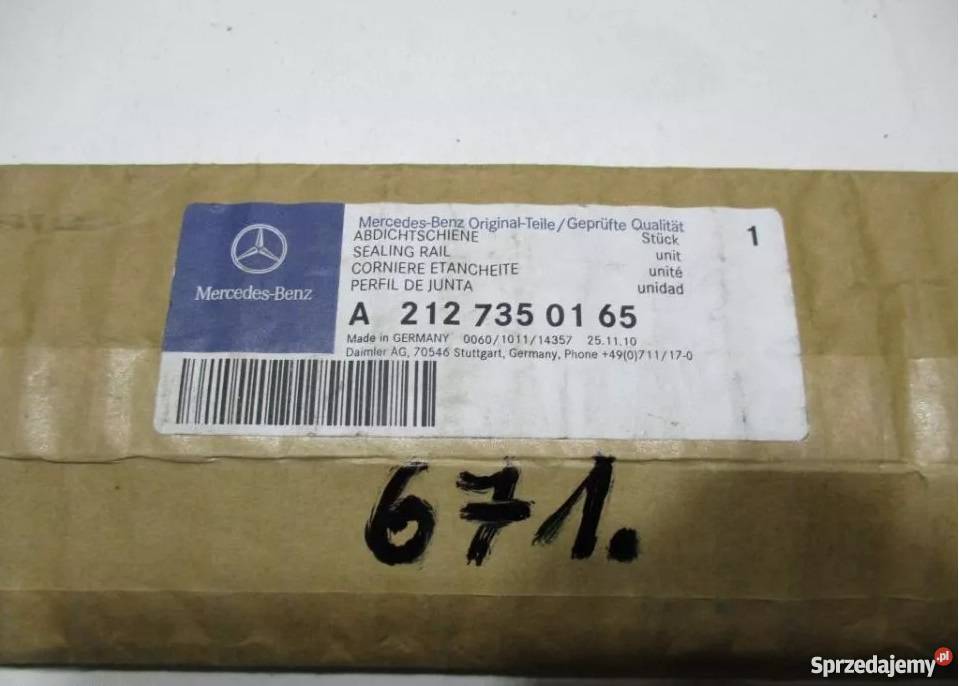 Mercedes-Benz
Mercedes-Benz Original-Teile/Geprüfte Qualität
ABDICHTSCHIENE Stück 1
SEALING RAIL unit
CORNIERE ETANCHEITE unité
PERFIL DE JUNTA unidad
A 212 735 01 65
Made in GERMANY 0060/1011/14357 25.11.10
Daimler AG, 70546 Stuttgart, Germany, Phone +49(0)711/17-0
671.
Sprzedajemy.pl